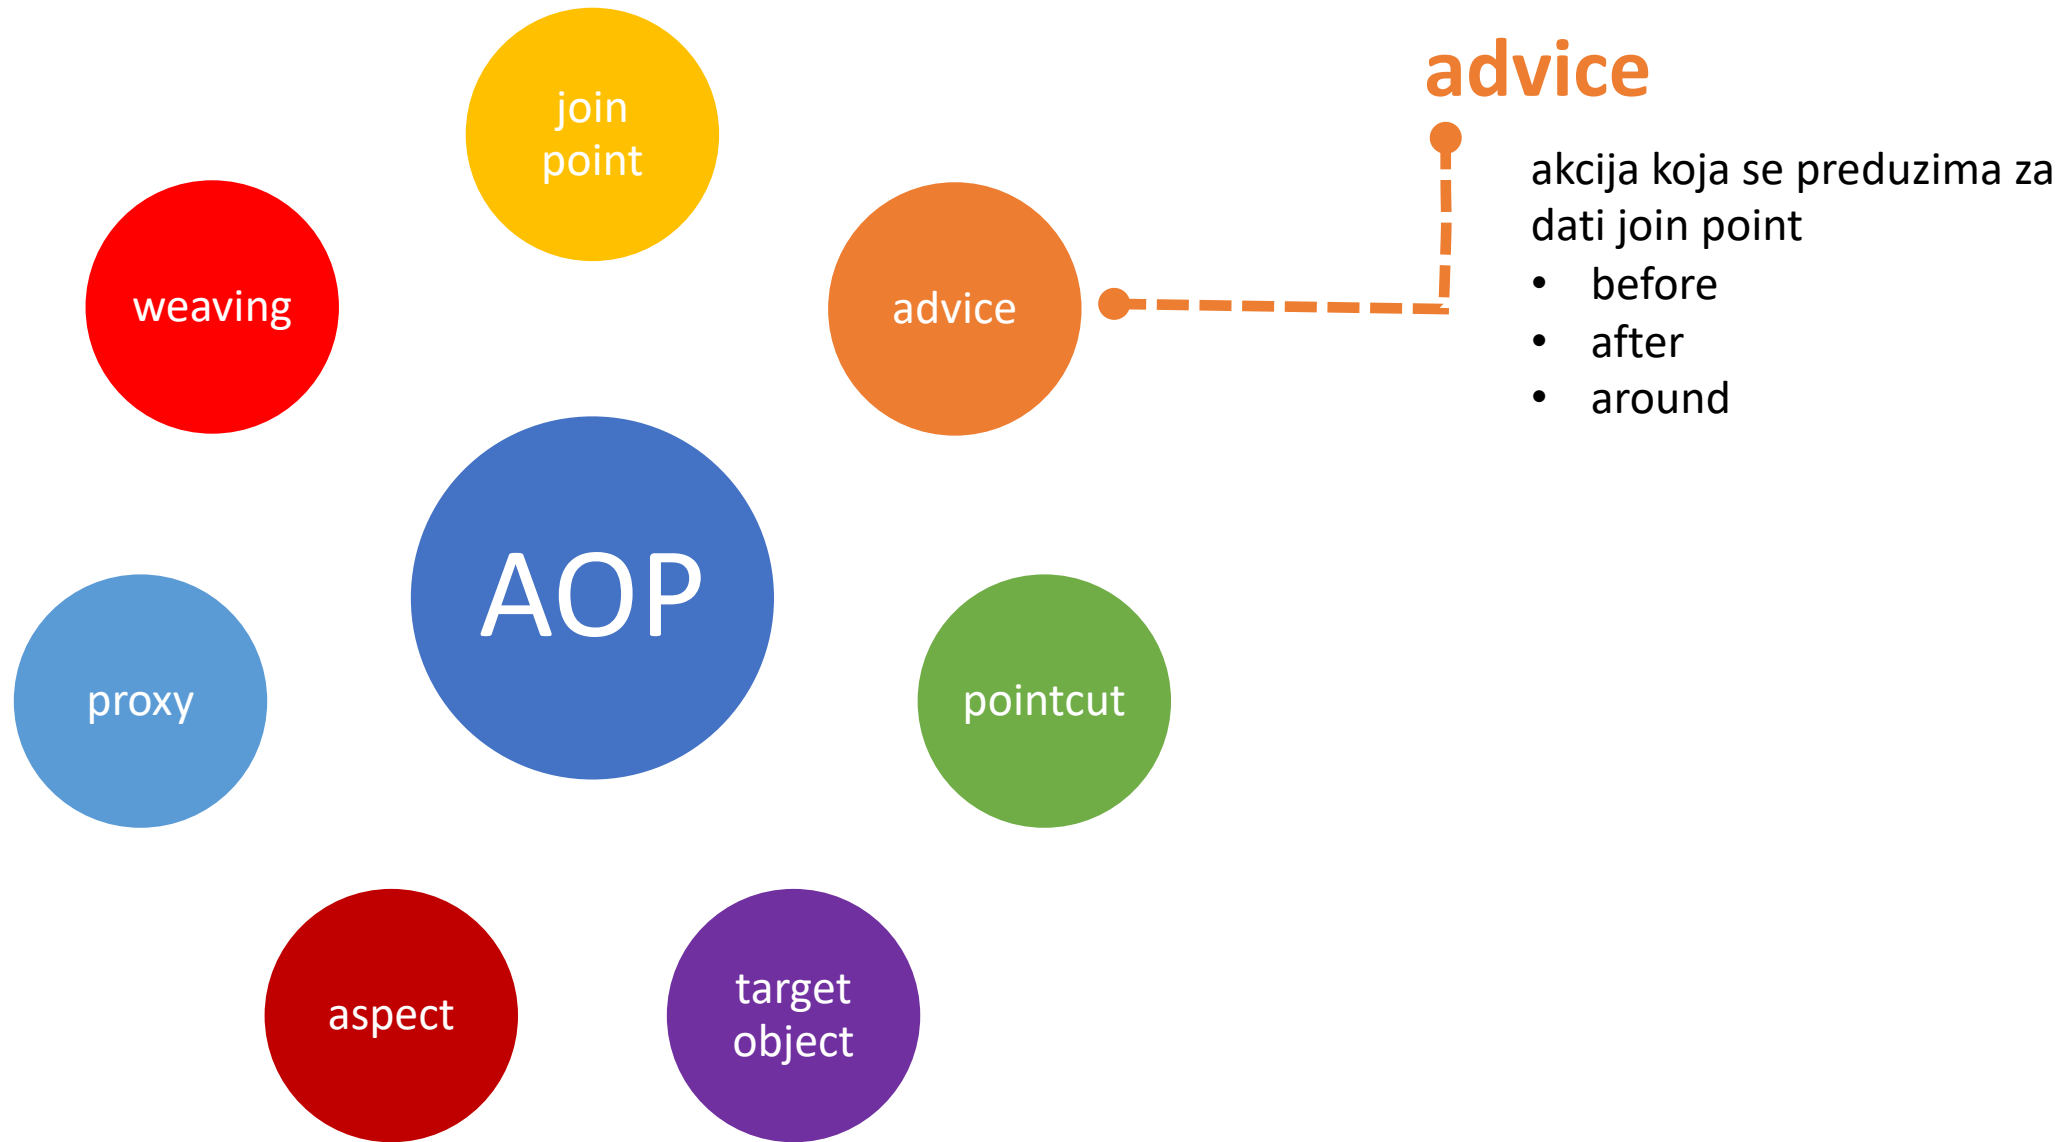 join
point
weaving
advice
AOP
proxy
pointcut
aspect
target
object
advice
akcija koja se preduzima za
dati join point
• before
• after
• around